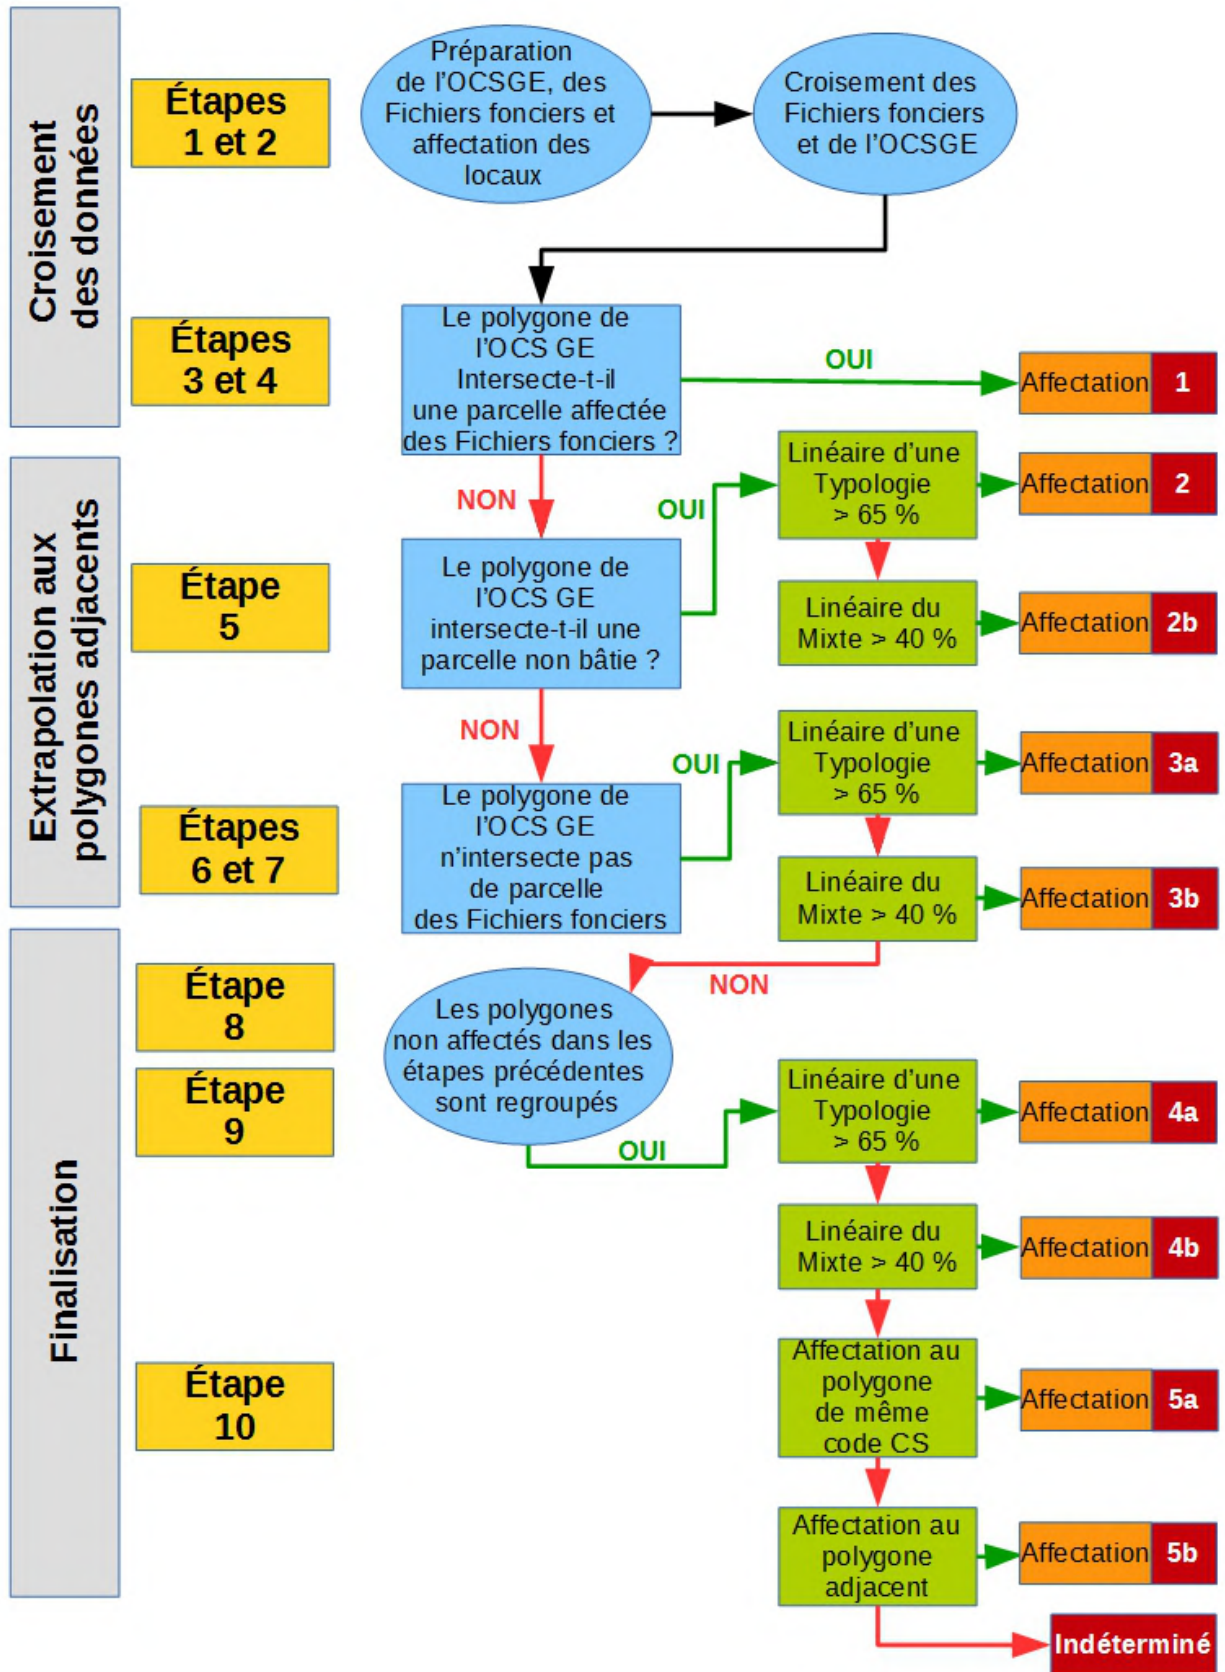 Croisement
des données
Étapes
1 et 2
Préparation
de l'OCSGE, des
Fichiers fonciers et
affectation des
locaux
Croisement des
Fichiers fonciers
et de l'OCSGE
Étapes
3 et 4
Le polygone de
l'OCS GE
Intersecte-t-il
une parcelle affectée
des Fichiers fonciers ?
OUI
Affectation 1
NON
Extrapolation aux
polygones adjacents
Étape
5
Le polygone de
l'OCS GE
intersecte-t-il une
parcelle non bâtie ?
OUI
Linéaire d'une
Typologie
> 65 %
Affectation 2
Linéaire du
Mixte > 40 %
Affectation 2b
NON
Étapes
6 et 7
Le polygone de
l'OCS GE
n'intersecte pas
de parcelle
des Fichiers fonciers
OUI
Linéaire d'une
Typologie
> 65 %
Affectation 3a
Linéaire du
Mixte > 40 %
Affectation 3b
NON
Finalisation
Étape
8
Les polygones
non affectés dans les
étapes précédentes
sont regroupés
Étape
9
OUI
Linéaire d'une
Typologie
> 65 %
Affectation 4a
Linéaire du
Mixte > 40 %
Affectation 4b
Étape
10
Affectation au
polygone
de même
code CS
Affectation 5a
Affectation au
polygone
adjacent
Affectation 5b
Indéterminé